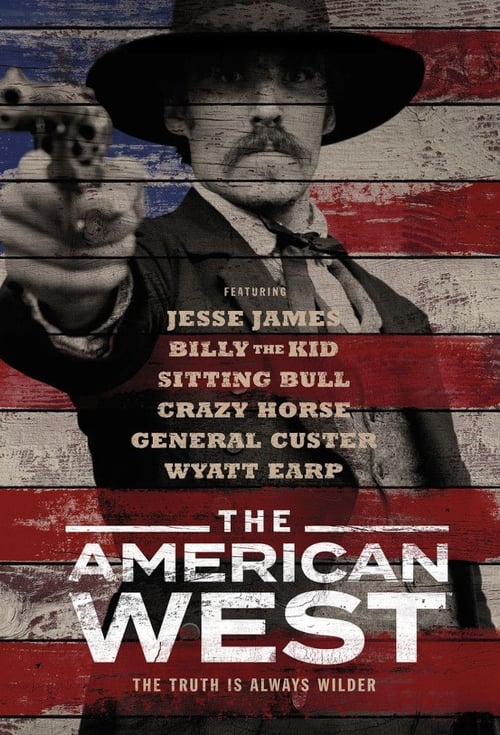 FEATURING
JESSE JAMES
BILLY THE KID
SITTING BULL
CRAZY HORSE
GENERAL CUSTER
WYATT EARP
THE
AMERICAN
WEST
THE TRUTH IS ALWAYS WILDER